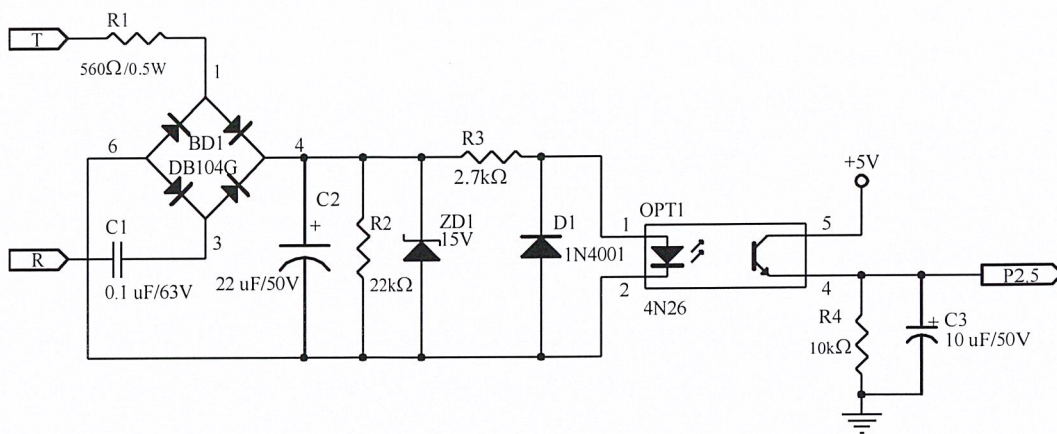 R1
T
560Ω/0.5W
1
BD1
DB104G
6
4
R3
2.7kΩ
+5V
C1
3
R
0.1 uF/63V
C2
+
22 uF/50V
R2
22kΩ
ZD1
15V
D1
1N4001
1
OPT1
5
2
4
4N26
P2.5
R4
10kΩ
+ C3
10 uF/50V